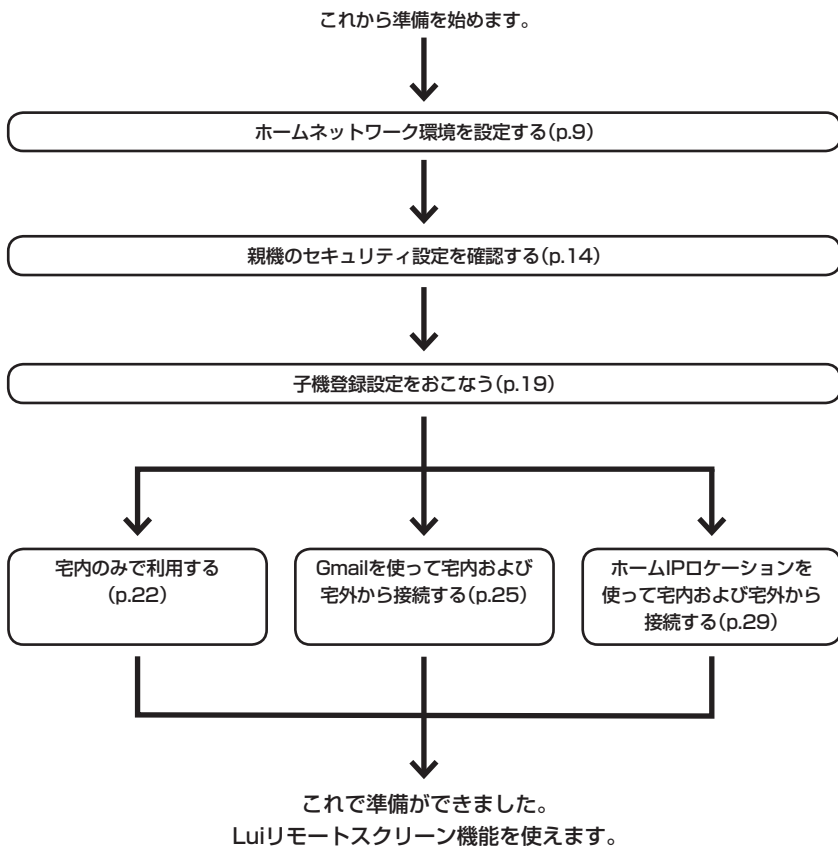 これから準備を始めます。
ホームネットワーク環境を設定する(p.9)
親機のセキュリティ設定を確認する(p.14)
子機登録設定をおこなう(p.19)
宅内のみで利用する
(p.22)
Gmailを使って宅内および
宅外から接続する(p.25)
ホームIPロケーションを
使って宅内および宅外から
接続する(p.29)
これで準備ができました。
Luiリモートスクリーン機能を使えます。